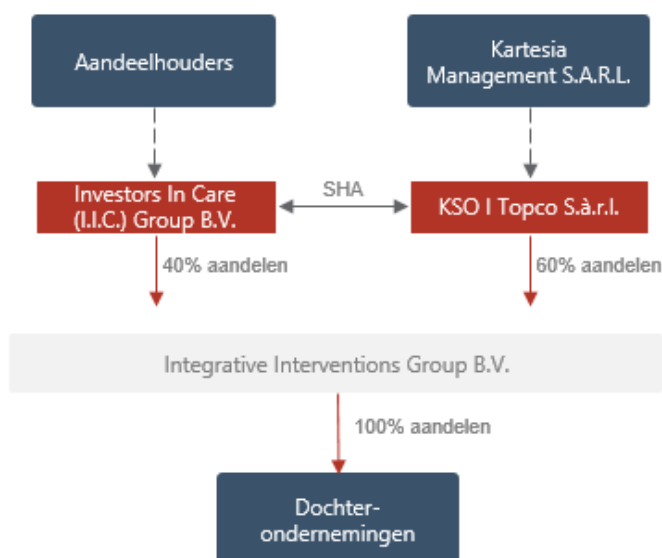 Aandeelhouders
Kartesia
Management S.A.R.L.
Investors In Care
(I.I.C.) Group B.V.
SHA
KSO I Topco S.à.r.l.
40% aandelen
60% aandelen
Integrative Interventions Group B.V.
100% aandelen
Dochter-
ondernemingen